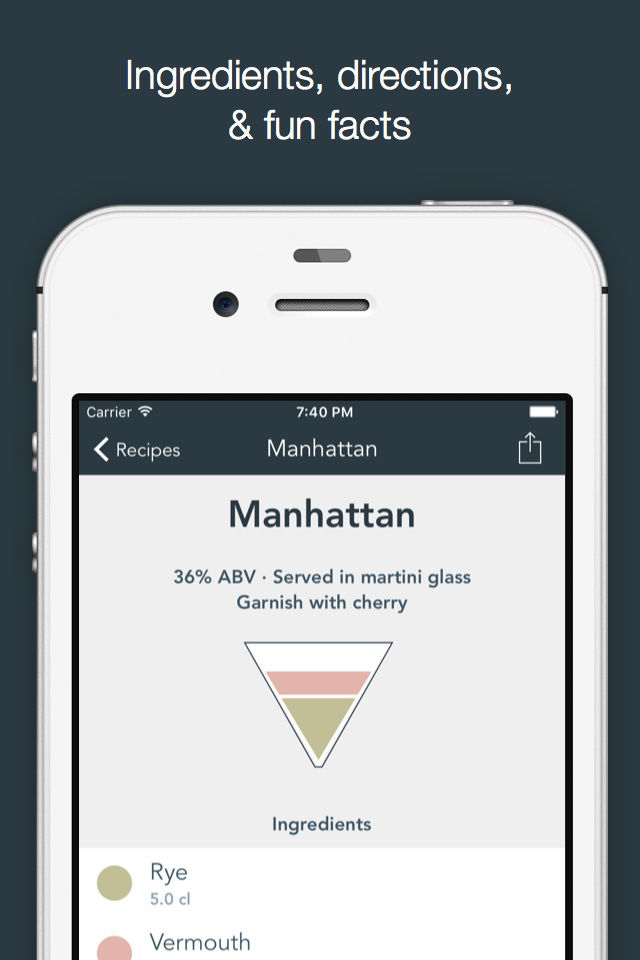 Ingredients, directions,
& fun facts
Carrier 7:40 PM
Recipes Manhattan
Manhattan
36% ABV · Served in martini glass
Garnish with cherry
Ingredients
Rye
5.0 cl
Vermouth